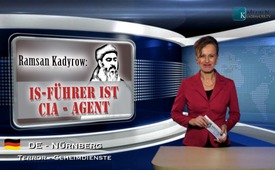 Ramsan Kadyrow:
IS-FÜHRER IST
CIA - AGENT
DE - NÜRNBERG
TERROR - GEHEIMDIENSTE